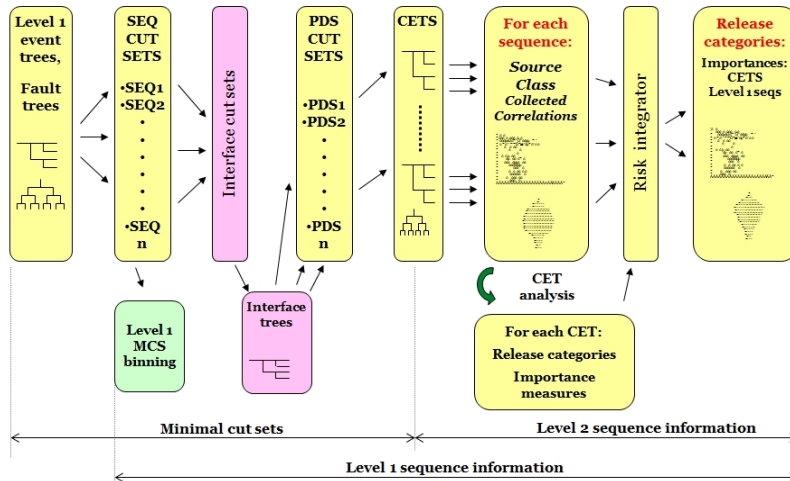 Level 1
event
trees,
Fault
trees
SEQ
CUT
SETS
•SEQ1
•SEQ2
•SEQ
n
Interface cut sets
PDS
CUT
SETS
•PDS1
•PDS2
•PDS
n
CETS
For each
sequence:
Source
Class
Collected
Correlations
Risk integrator
Release
categories:
Importances:
CETS
Level 1seqs
Level 1
MCS
binning
Interface
trees
CET
analysis
For each CET:
Release categories
Importance
measures
Minimal cut sets
Level 2 sequence information
Level 1 sequence information